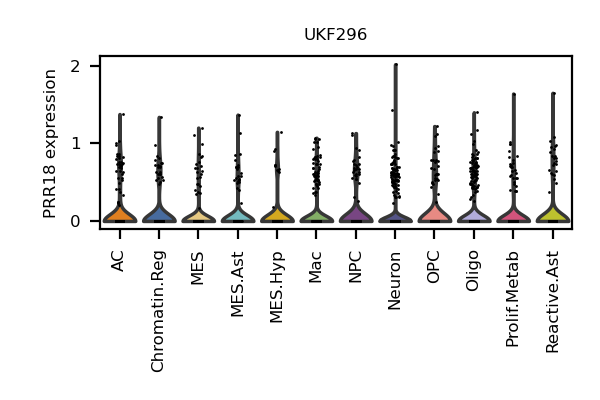 UKF296
PRR18 expression
2
1
0
AC
Chromatin.Reg
MES
MES.Ast
MES.Hyp
Mac
NPC
Neuron
OPC
Oligo
Prolif.Metab
Reactive.Ast